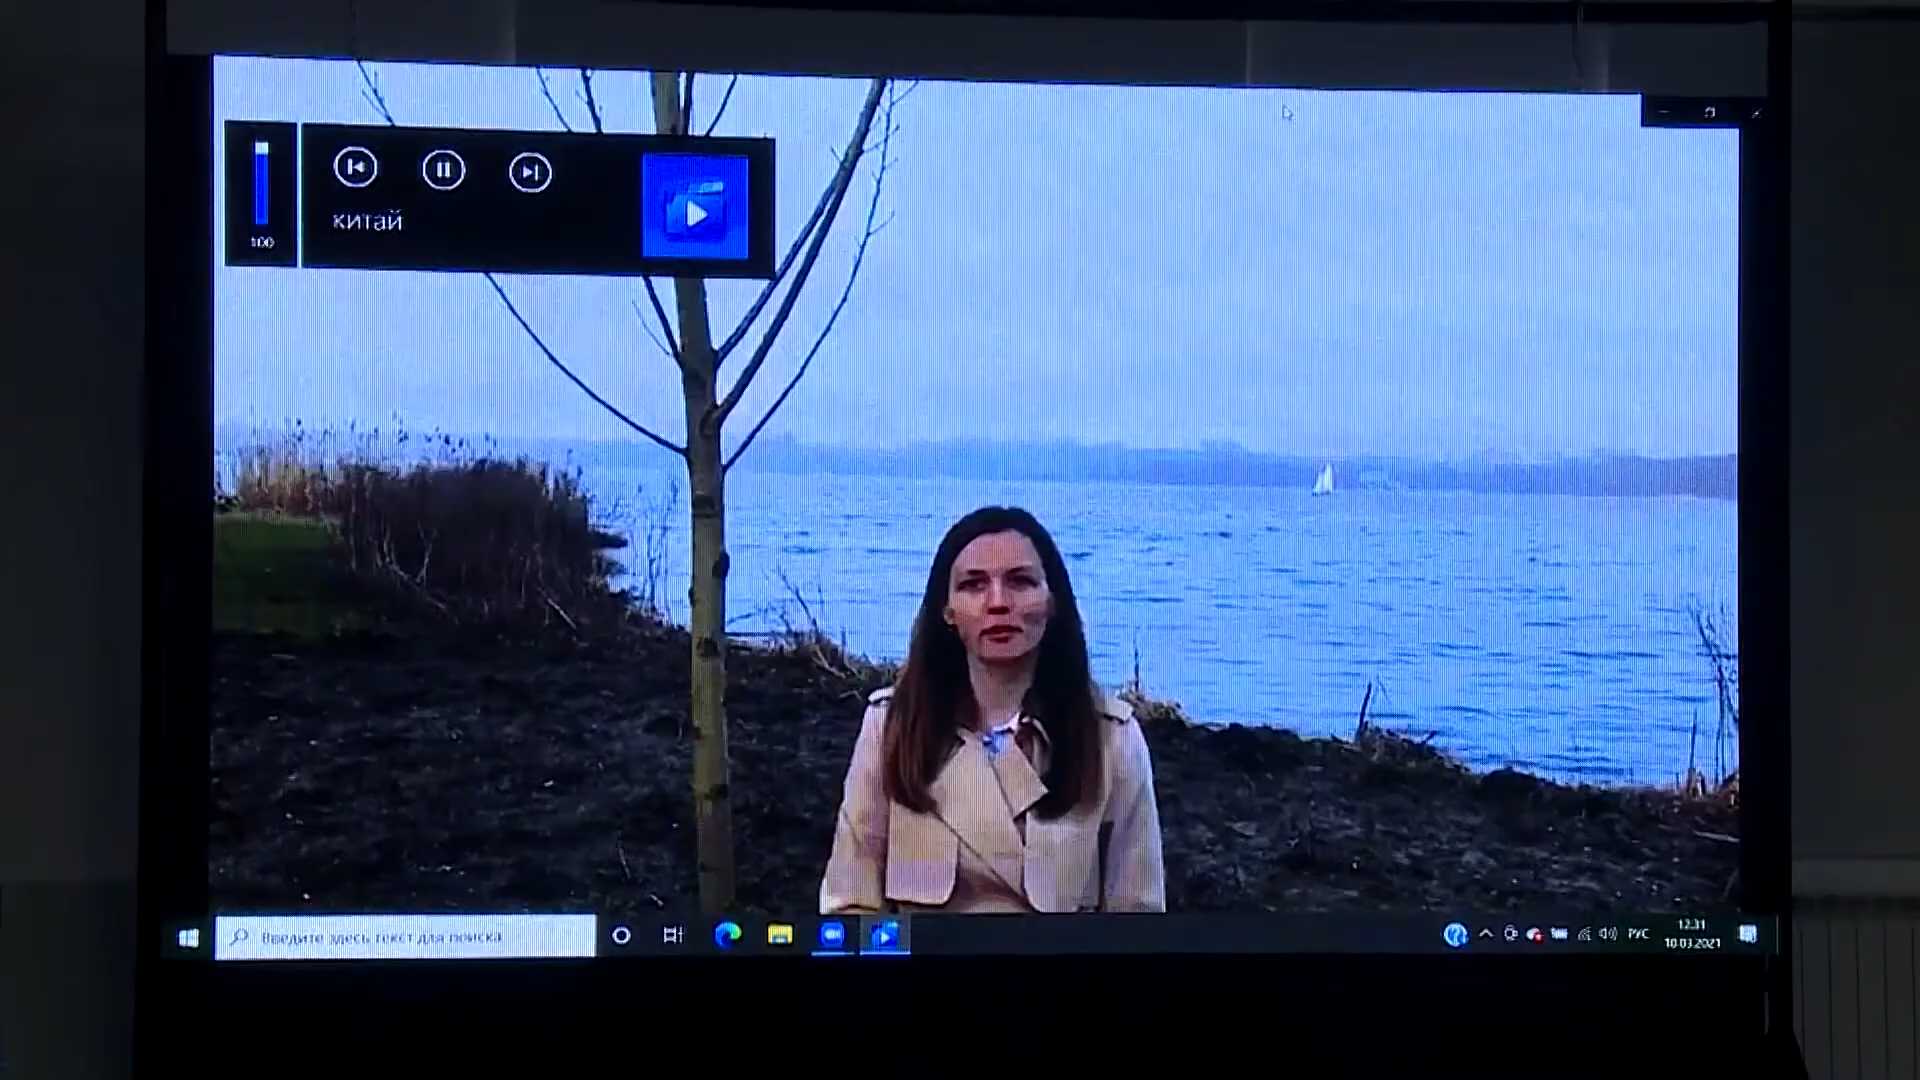 100
китай
Введите здесь текст для поиска
РУС
12:31
10.03.2021